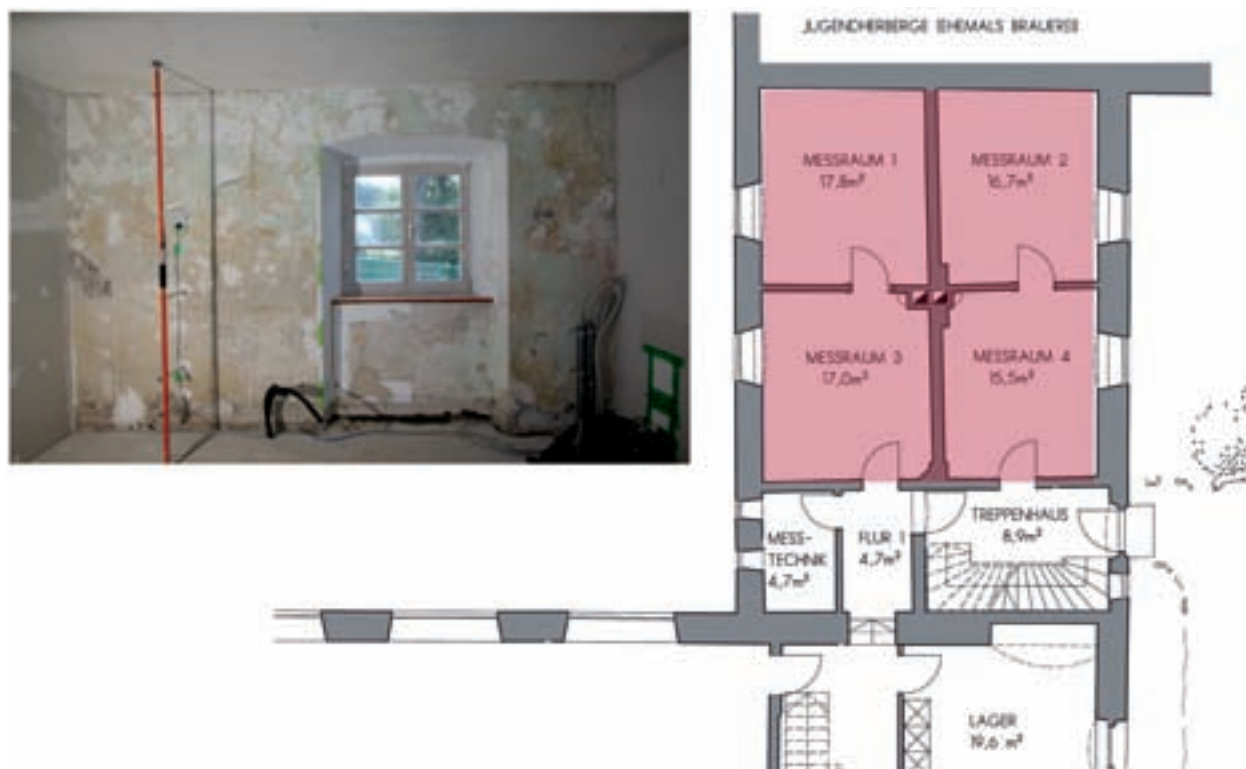 JUGENDHERBERGE EHEMALS BRAUEREI
MESSRAUM 1
17,8m²
MESSRAUM 2
16,7m²
MESSRAUM 3
17,0m²
MESSRAUM 4
15,5m²
MESS-
TECHNIK
4,7m²
FLUR 1
4,7m²
TREPPENHAUS
8,9m²
LAGER
19,6 m²